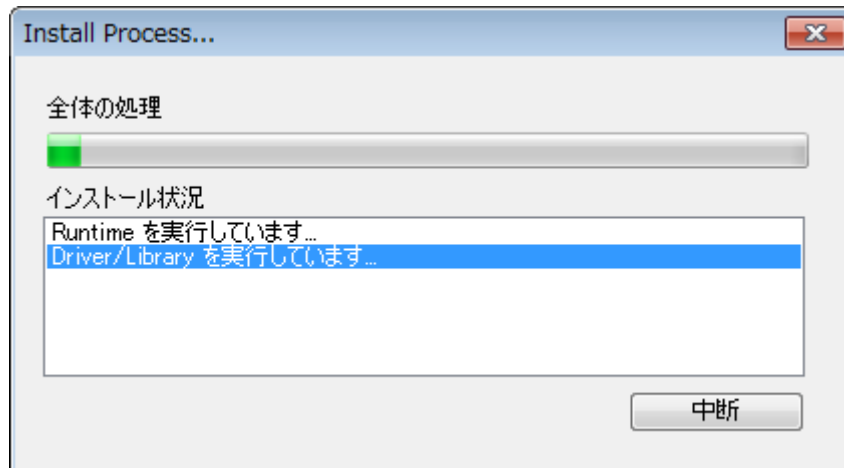 Install Process...
全体の処理
インストール状況
Runtime を実行しています...
Driver/Library を実行しています...
中断